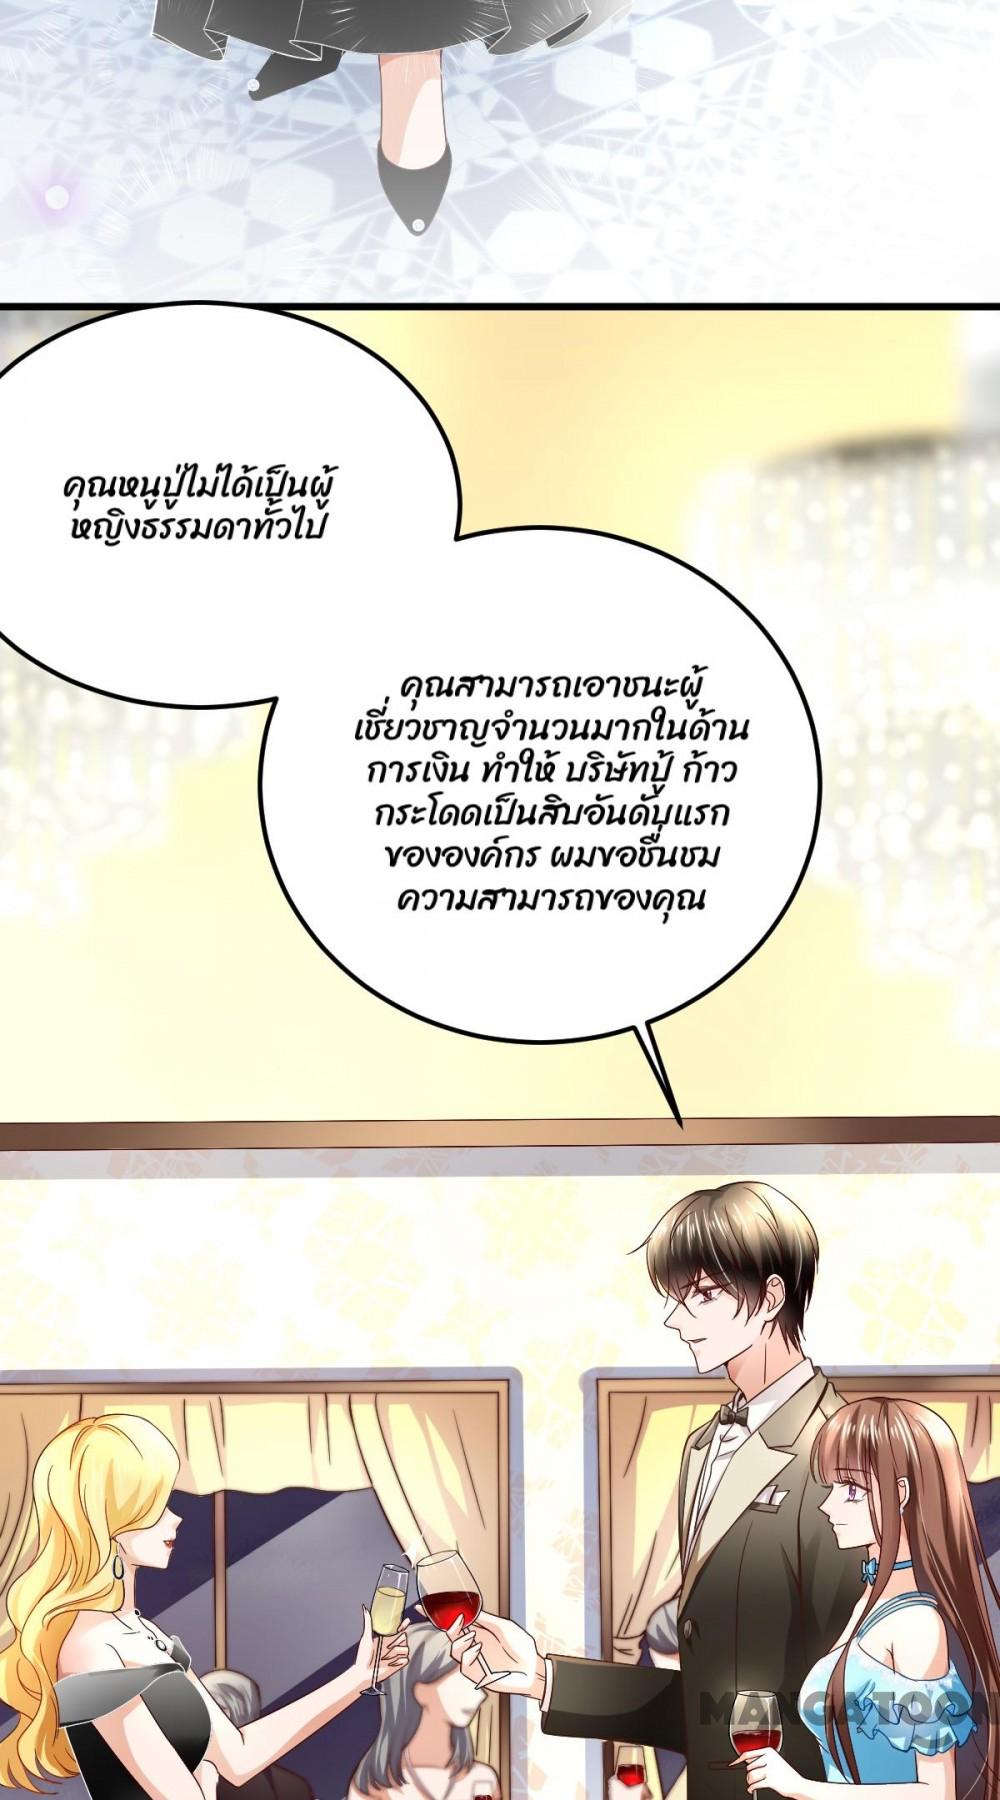 คุณหนูปู่ไม่ได้เป็นผู้
หญิงธรรมดาทั่วไป
คุณสามารถเอาชนะผู้
เชี่ยวชาญจำนวนมากในด้าน
การเงิน ทำให้ บริษัทปู้ ก้าว
กระโดดเป็นสิบอันดับแรก
ขององค์กร ผมขอชื่นชม
ความสามารถของคุณ
MANGATOON